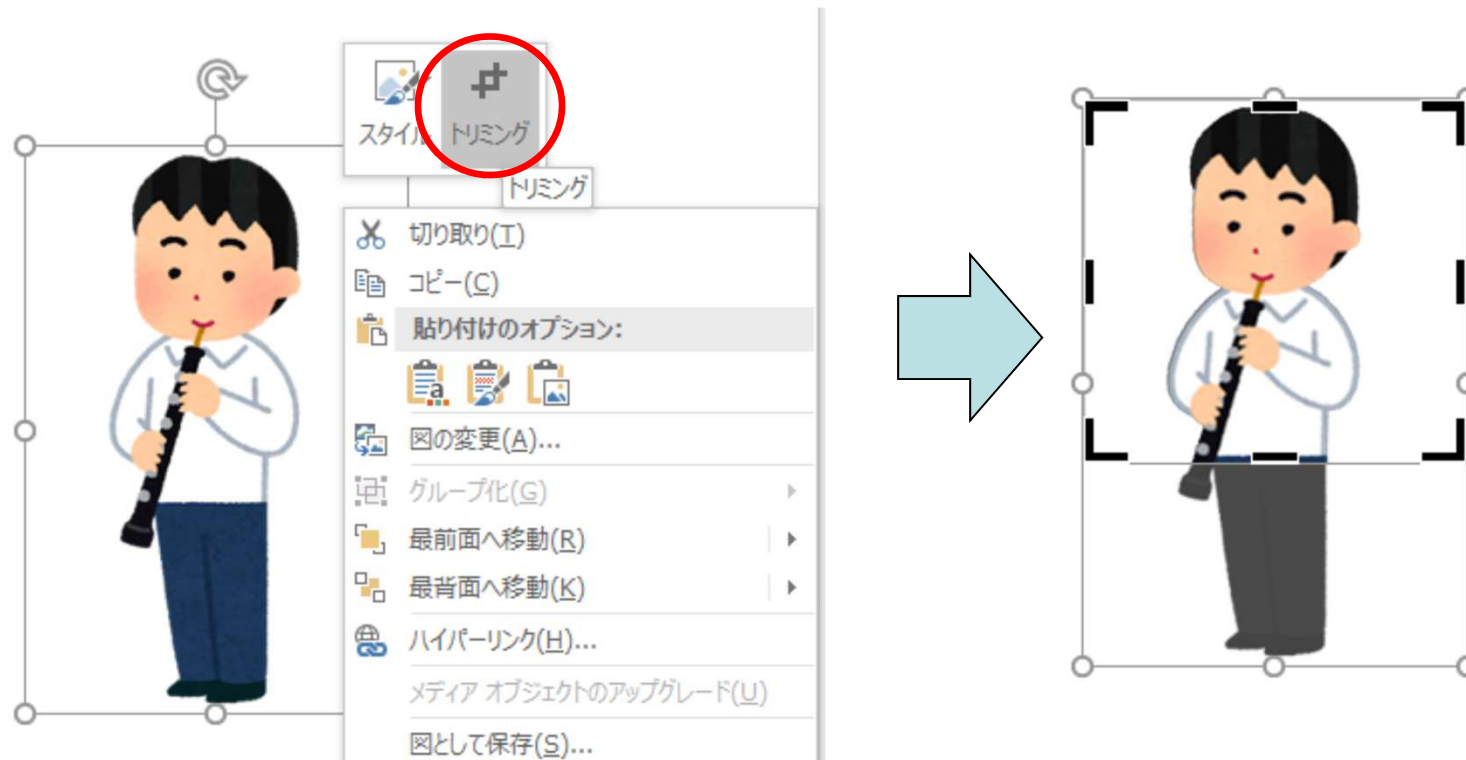 スタイル
トリミング
トリミング
切り取り(T)
コピー(C)
貼り付けのオプション:
a
図の変更(A)...
グループ化(G)
最前面へ移動(R)
最背面へ移動(K)
ハイパーリンク(H)...
メディア オブジェクトのアップグレード(U)
図として保存(S)...